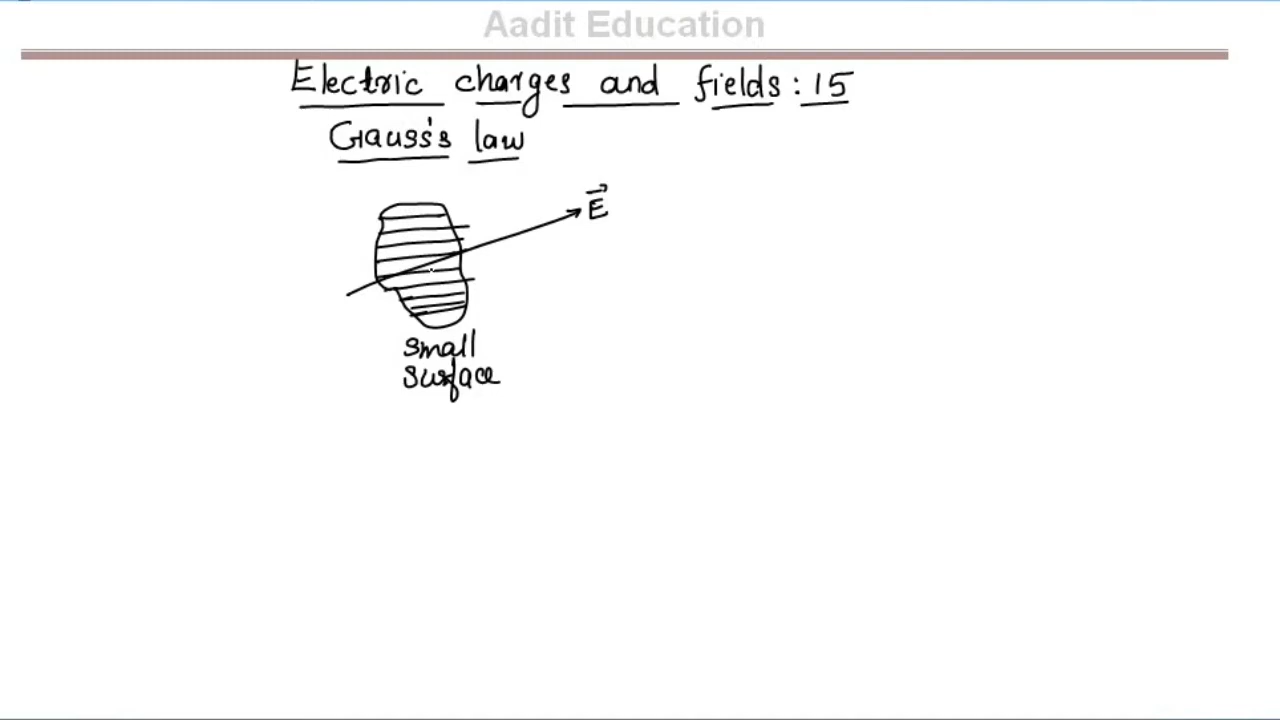 Aadit Education
Electric charges and fields : 15
Gauss's law
E
small
surface